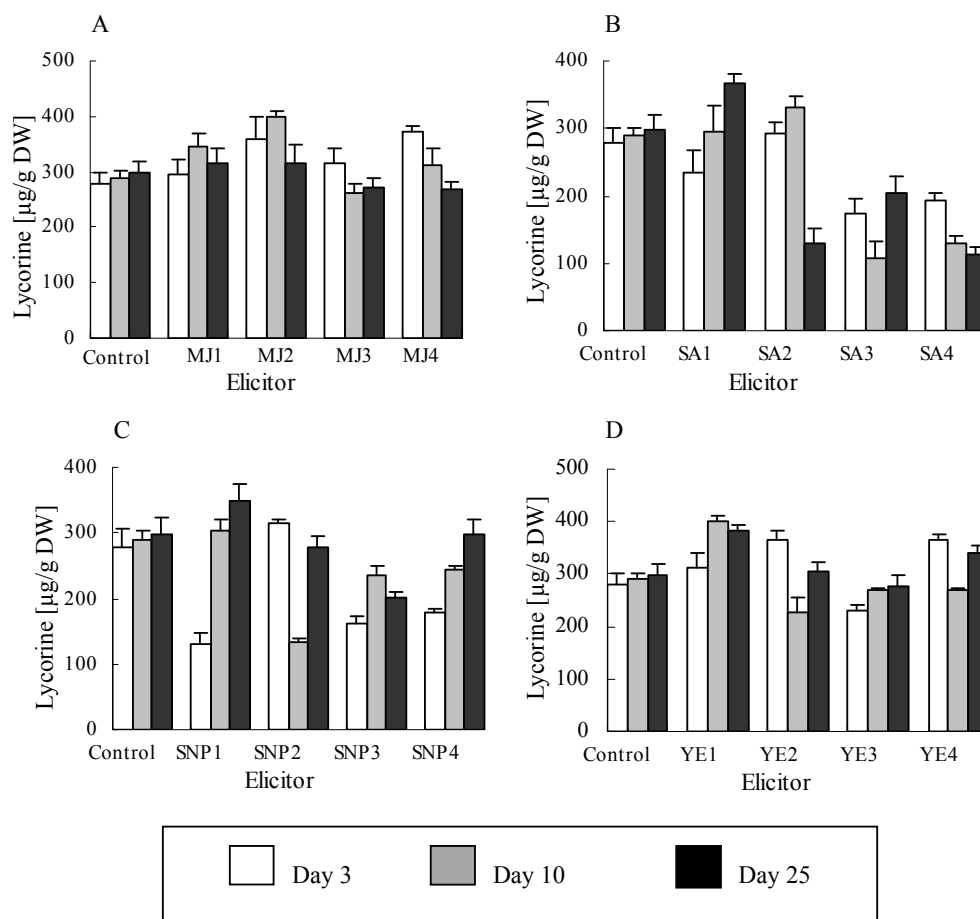 A
Lycorine [µg/g DW]
500
400
300
200
100
0
Control MJ1 MJ2 MJ3 MJ4
Elicitor
B
Lycorine [µg/g DW]
400
300
200
100
0
Control SA1 SA2 SA3 SA4
Elicitor
C
Lycorine [µg/g DW]
400
300
200
100
0
Control SNP1 SNP2 SNP3 SNP4
Elicitor
D
Lycorine [µg/g DW]
500
400
300
200
100
0
Control YE1 YE2 YE3 YE4
Elicitor
Day 3 Day 10 Day 25